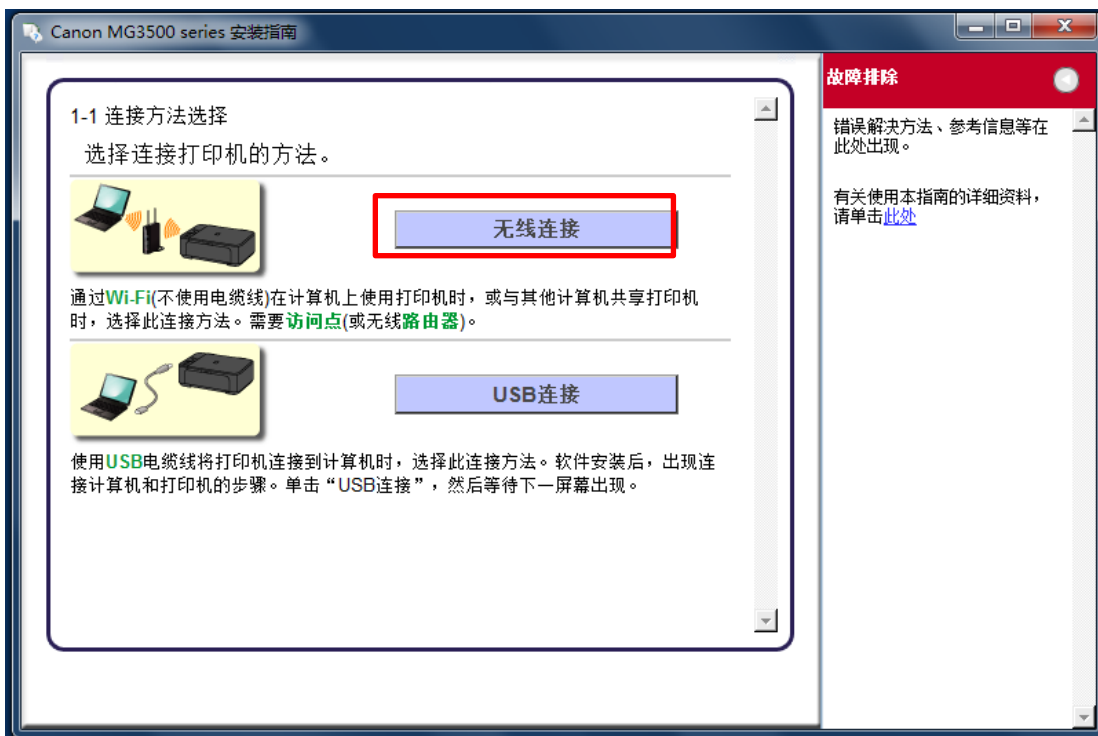 Canon MG3500 series 安装指南
1-1 连接方法选择
选择连接打印机的方法。
无线连接
通过Wi-Fi(不使用电缆线)在计算机上使用打印机时，或与其他计算机共享打印机
时，选择此连接方法。需要访问点(或无线路由器)。
USB连接
使用USB电缆线将打印机连接到计算机时，选择此连接方法。软件安装后，出现连
接计算机和打印机的步骤。单击“USB连接”，然后等待下一屏幕出现。
故障排除
错误解决方法、参考信息等在
此处出现。
有关使用本指南的详细资料，
请单击此处